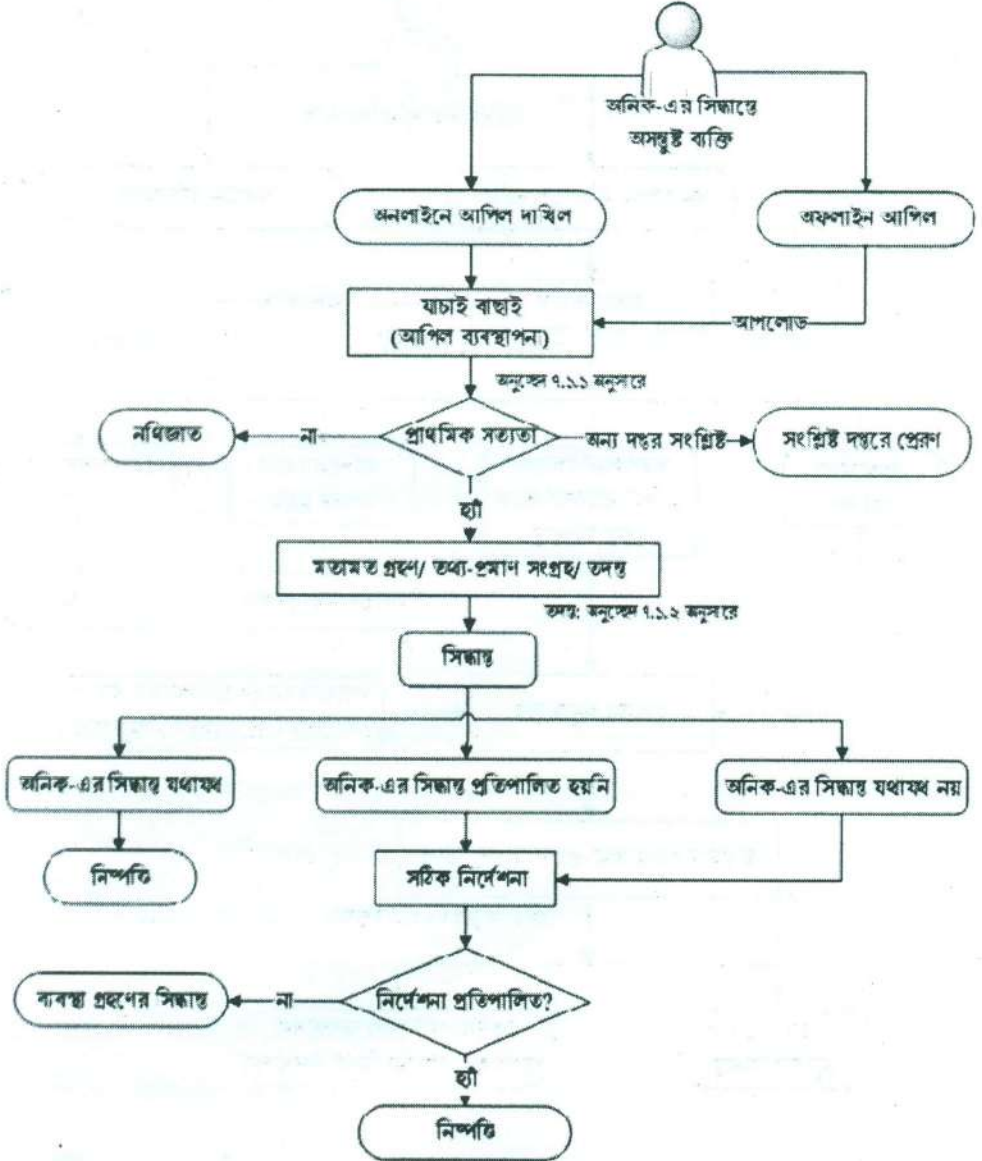 অনিক-এর সিদ্ধান্তে
অসন্তুষ্ট ব্যক্তি
অনলাইনে আপিল দাখিল
অফলাইন আপিল
যাচাই বাছাই
(আপিল ব্যবস্থাপনা)
আপলোড
অনুচ্ছেদ ৭.১.১ অনুসারে
নথিজাত
না
প্রাথমিক সত্যতা
অন্য দপ্তর সংশ্লিষ্ট
সংশ্লিষ্ট দপ্তরে প্রেরণ
হ্যাঁ
মতামত গ্রহণ/ তথ্য-প্রমাণ সংগ্রহ/ তদন্ত
তদন্ত: অনুচ্ছেদ ৭.১.২ অনুসারে
সিদ্ধান্ত
অনিক-এর সিদ্ধান্ত যথাযথ
অনিক-এর সিদ্ধান্ত প্রতিপালিত হয়নি
অনিক-এর সিদ্ধান্ত যথাযথ নয়
নিষ্পত্তি
সঠিক নির্দেশনা
ব্যবস্থা গ্রহণের সিদ্ধান্ত
না
নির্দেশনা প্রতিপালিত?
হ্যাঁ
নিষ্পত্তি